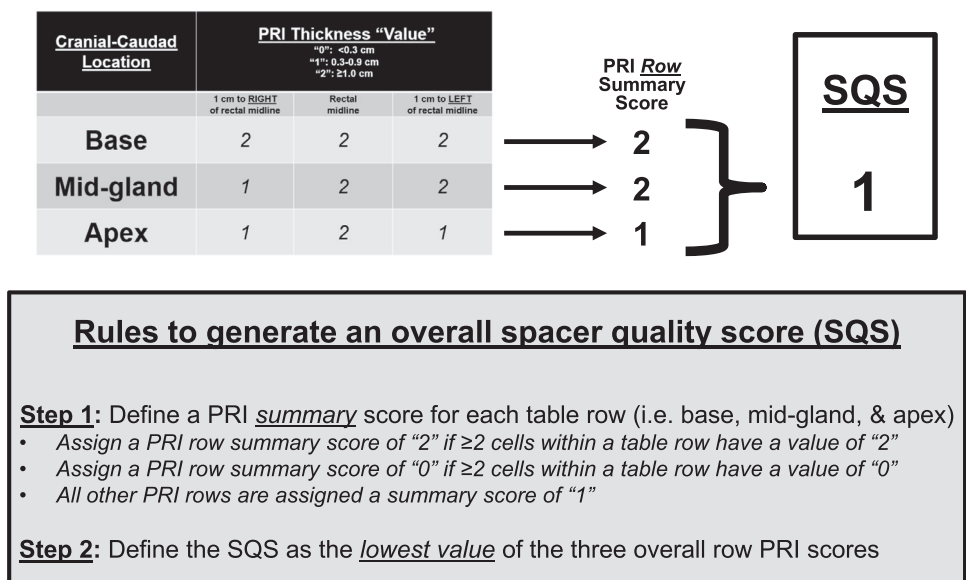 Cranial-Caudad
Location
PRI Thickness “Value”
“0”: <0.3 cm
“1”: 0.3-0.9 cm
“2”: ≥1.0 cm
1 cm to RIGHT
of rectal midline
Rectal
midline
1 cm to LEFT
of rectal midline
Base 2 2 2
Mid-gland 1 2 2
Apex 1 2 1
PRI Row
Summary
Score
2
2
1
SQS
1
Rules to generate an overall spacer quality score (SQS)
Step 1: Define a PRI summary score for each table row (i.e. base, mid-gland, & apex)
• Assign a PRI row summary score of “2” if ≥2 cells within a table row have a value of “2”
• Assign a PRI row summary score of “0” if ≥2 cells within a table row have a value of “0”
• All other PRI rows are assigned a summary score of “1”
Step 2: Define the SQS as the lowest value of the three overall row PRI scores